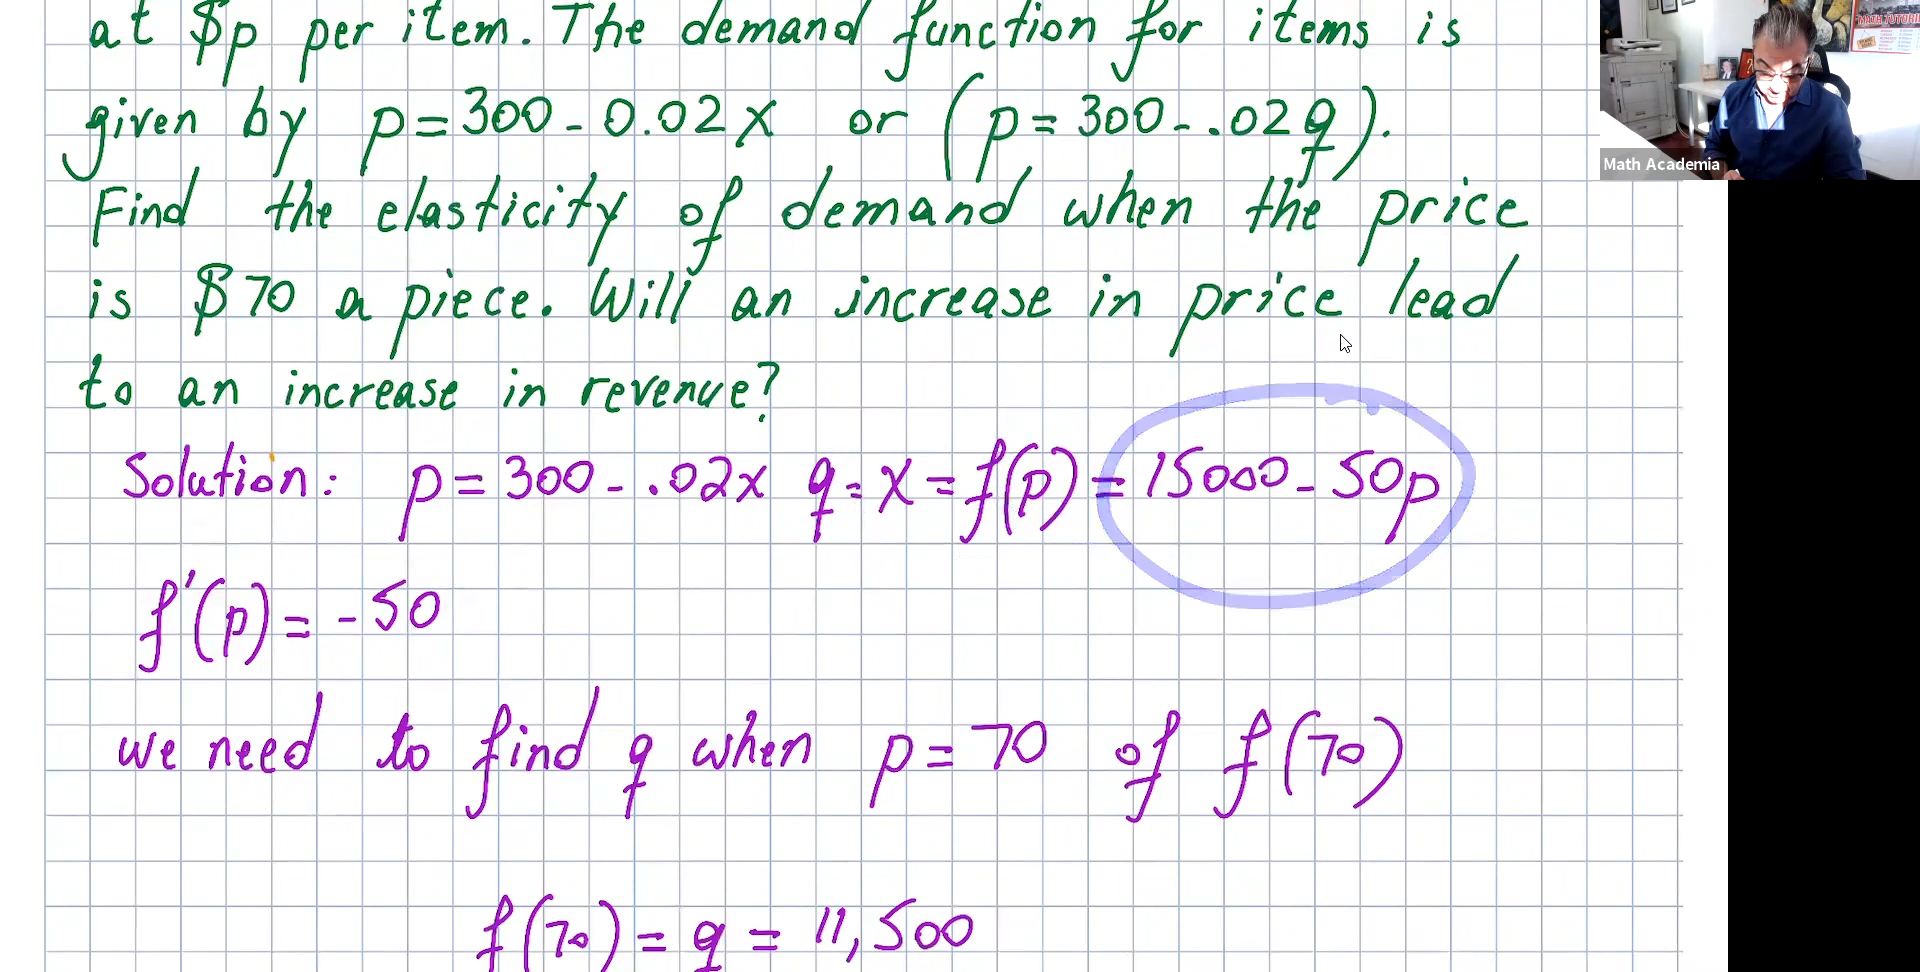 at $p per item. The demand function for items is
given by p = 300 - 0.02x or (p = 300 - .02q).
Find the elasticity of demand when the price
is $70 a piece. Will an increase in price lead
to an increase in revenue?
Solution: p = 300 - .02x q = x = f(p) = 15000 - 50p
f'(p) = -50
we need to find q when p = 70 of f(70)
f(70) = q = 11,500
Math Academia
MATH TUTORI